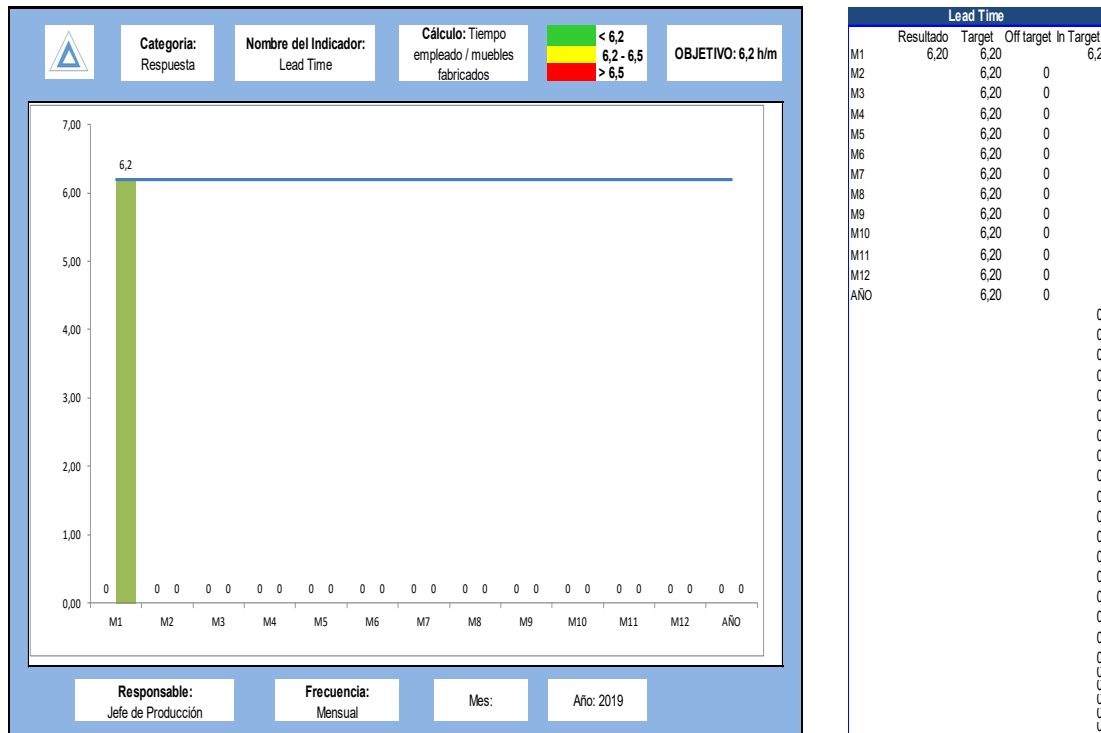 Categoria:
Respuesta
Nombre del Indicador:
Lead Time
Cálculo: Tiempo
empleado / muebles
fabricados
< 6,2
6,2 - 6,5
> 6,5
OBJETIVO: 6,2 h/m
7,00
6,00
5,00
4,00
3,00
2,00
1,00
0,00
6,2
0
0 0
0 0
0 0
0 0
0 0
0 0
0 0
0 0
0 0
0 0
0 0
0 0
M1 M2 M3 M4 M5 M6 M7 M8 M9 M10 M11 M12 AÑO
Responsable:
Jefe de Producción
Frecuencia:
Mensual
Mes:
Año: 2019
Lead Time
Resultado Target Off target In Target
M1 6,20 6,20 6,2
M2 6,20 0
M3 6,20 0
M4 6,20 0
M5 6,20 0
M6 6,20 0
M7 6,20 0
M8 6,20 0
M9 6,20 0
M10 6,20 0
M11 6,20 0
M12 6,20 0
AÑO 6,20 0